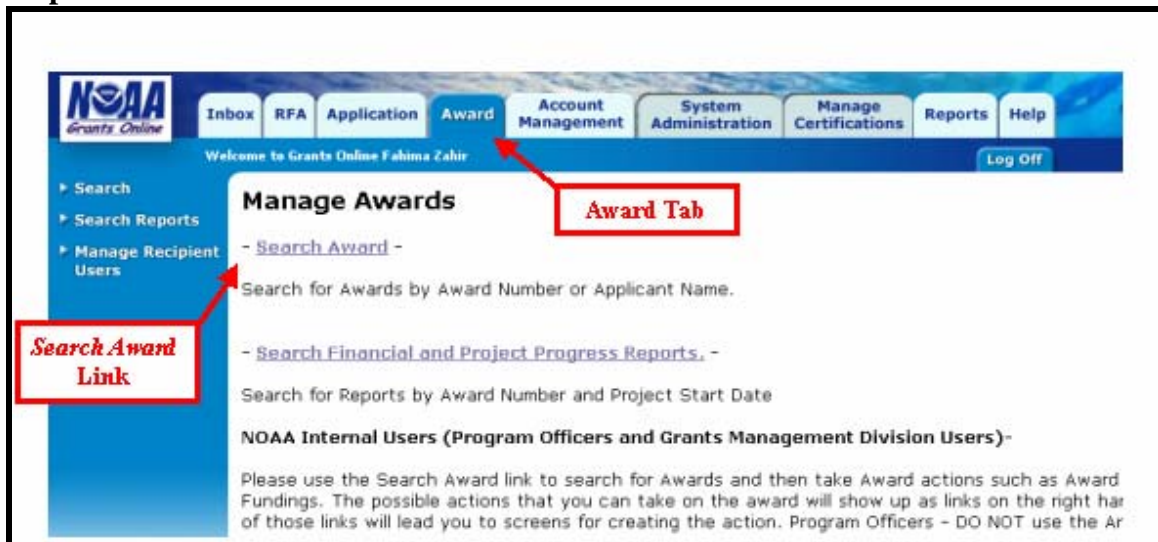 NOAA
Grants Online
Inbox RFA Application Award Account Management System Administration Manage Certifications Reports Help
Welcome to Grants Online Fahima Zahir
Log Off
Search
Search Reports
Manage Recipient
Users
Manage Awards
Award Tab
- Search Award -
Search for Awards by Award Number or Applicant Name.
Search Award
Link
- Search Financial and Project Progress Reports. -
Search for Reports by Award Number and Project Start Date
NOAA Internal Users (Program Officers and Grants Management Division Users)-
Please use the Search Award link to search for Awards and then take Award actions such as Award
Fundings. The possible actions that you can take on the award will show up as links on the right
of those links will lead you to screens for creating the action. Program Officers - DO NOT use the